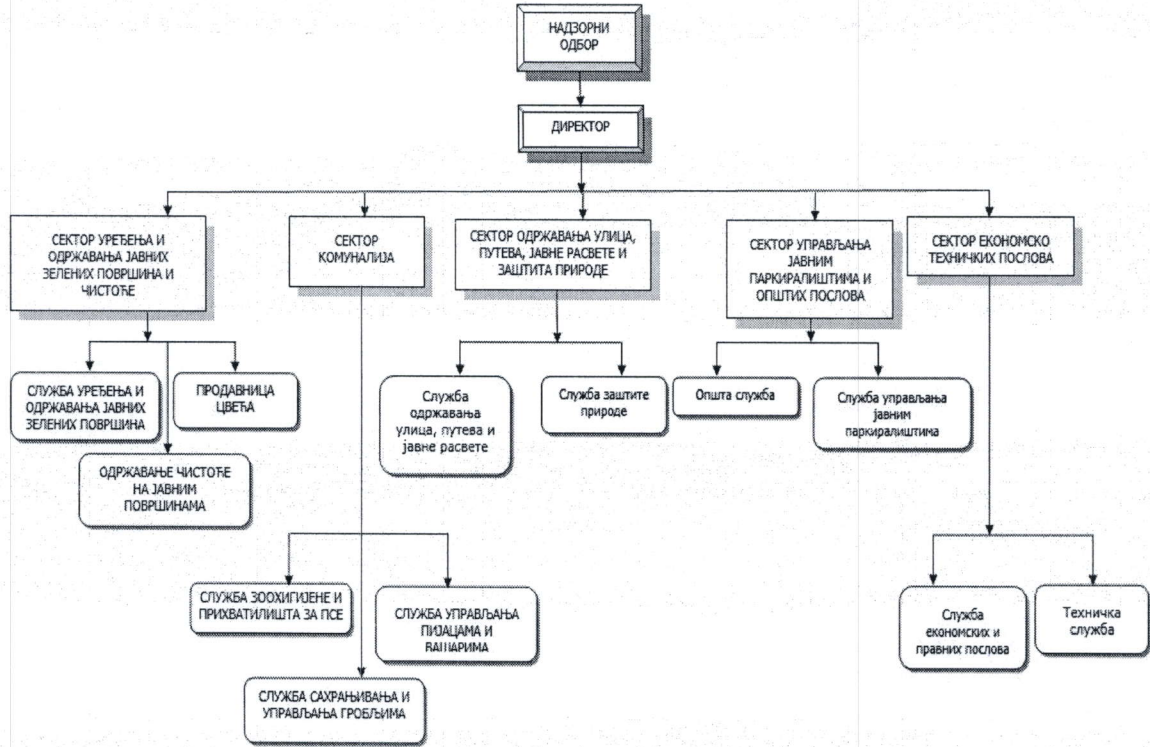 НАДЗОРНИ
ОДБОР
ДИРЕКТОР
СЕКТОР УРЕЂЕЊА И
ОДРЖАВАЊА ЈАВНИХ
ЗЕЛЕНИХ ПОВРШИНА И
ЧИСТОЋЕ
СЕКТОР
КОМУНАЛИЈА
СЕКТОР ОДРЖАВАЊА УЛИЦА,
ПУТЕВА, ЈАВНЕ РАСВЕТЕ И
ЗАШТИТА ПРИРОДЕ
СЕКТОР УПРАВЉАЊА
ЈАВНИМ
ПАРКИРАЛИШТИМА И
ОПШТИХ ПОСЛОВА
СЕКТОР ЕКОНОМСКО
ТЕХНИЧКИХ ПОСЛОВА
СЛУЖБА УРЕЂЕЊА И
ОДРЖАВАЊА ЈАВНИХ
ЗЕЛЕНИХ ПОВРШИНА
ПРОДАВНИЦА
ЦВЕЋА
Служба
одржавања
улица, путева и
јавне расвете
Служба заштите
природе
Општа служба
Служба управљања
јавним
паркиралиштима
ОДРЖАВАЊЕ ЧИСТОЋЕ
НА ЈАВНИМ
ПОВРШИНАМА
СЛУЖБА ЗООХИГИЈЕНЕ И
ПРИХВАТИЛИШТА ЗА ПСЕ
СЛУЖБА УПРАВЉАЊА
ПИЈАЦАМА И
ВАШАРИМА
Служба
економских и
правних послова
Техничка
служба
СЛУЖБА САХРАЊИВАЊА И
УПРАВЉАЊА ГРОБЉИМА